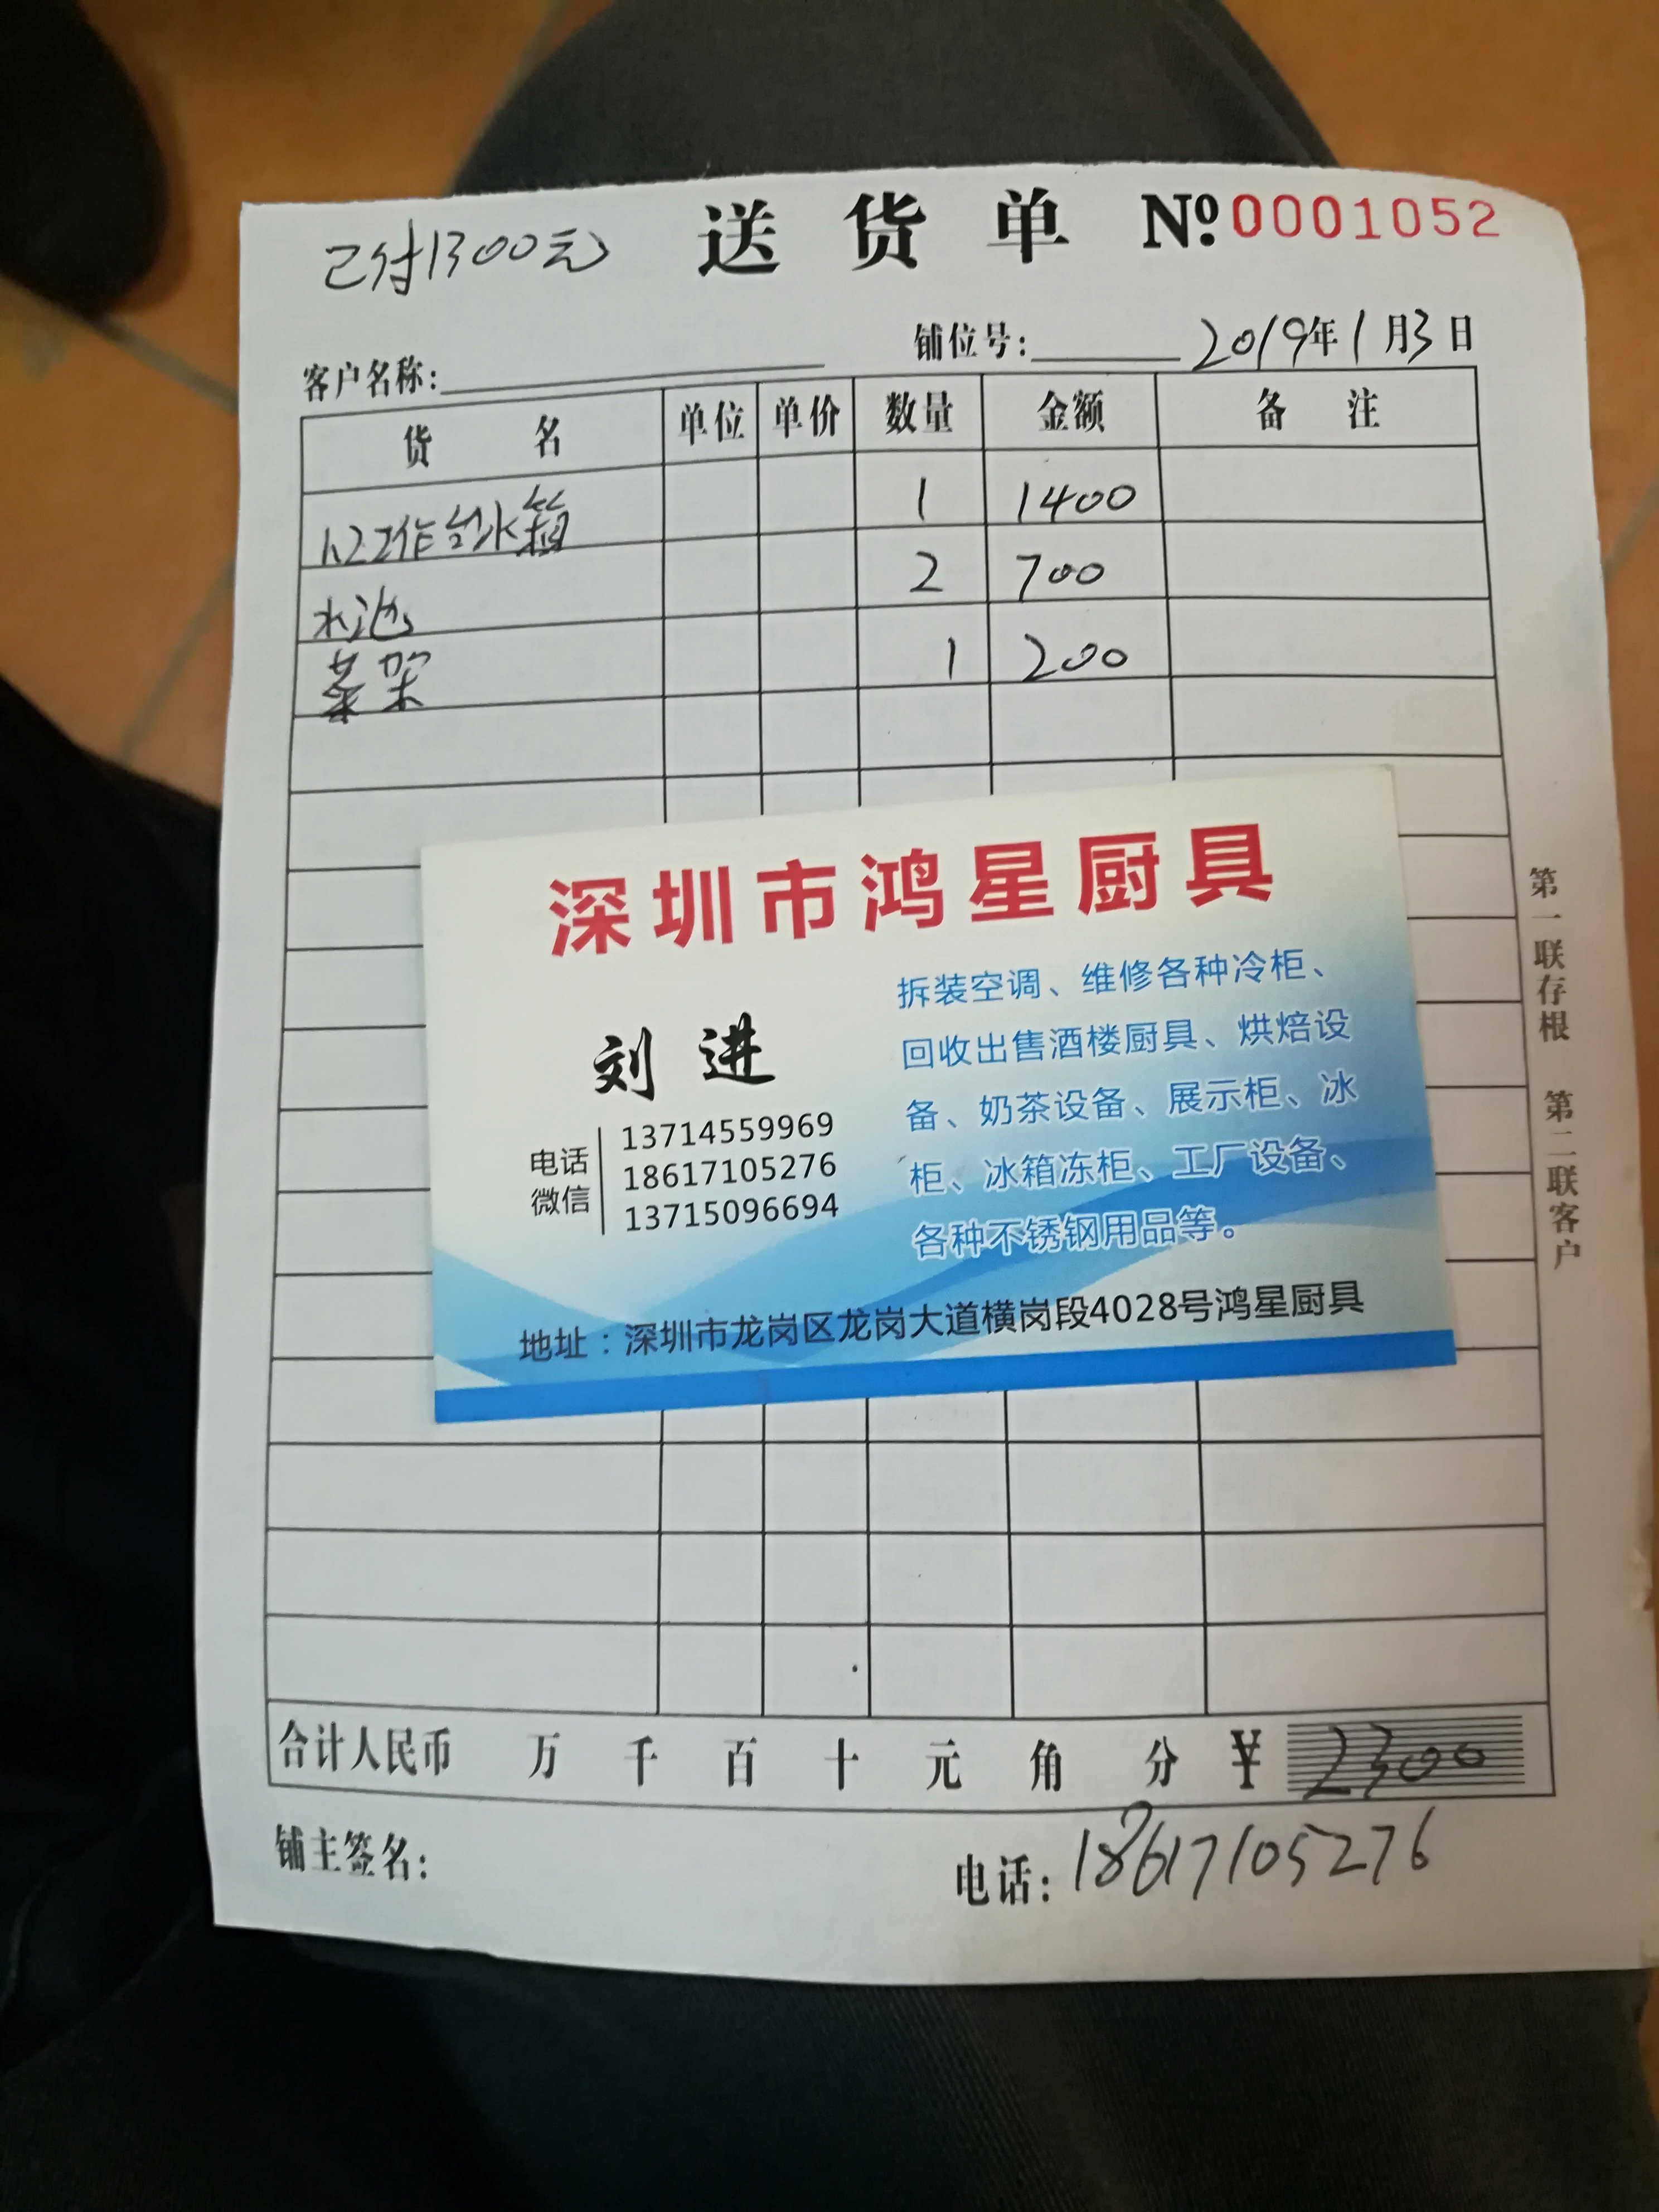 已付1300元 送货单 №:0001052
客户名称: 铺位号: 2019年1月3日
货名 单位 单价 数量 金额 备注
1.2工作台冰箱 1 1400
水池 2 700
菜架 1 200
深圳市鸿星厨具
刘进
电话 微信
13714559969
18617105276
13715096694
拆装空调、维修各种冷柜、
回收出售酒楼厨具、烘焙设
备、奶茶设备、展示柜、冰
柜、冰箱冻柜、工厂设备、
各种不锈钢用品等。
地址：深圳市龙岗区龙岗大道横岗段4028号鸿星厨具
第一联存根 第二联客户
合计人民币 万 千 百 十 元 角 分 ¥ 2300
铺主签名: 电话: 18617105276